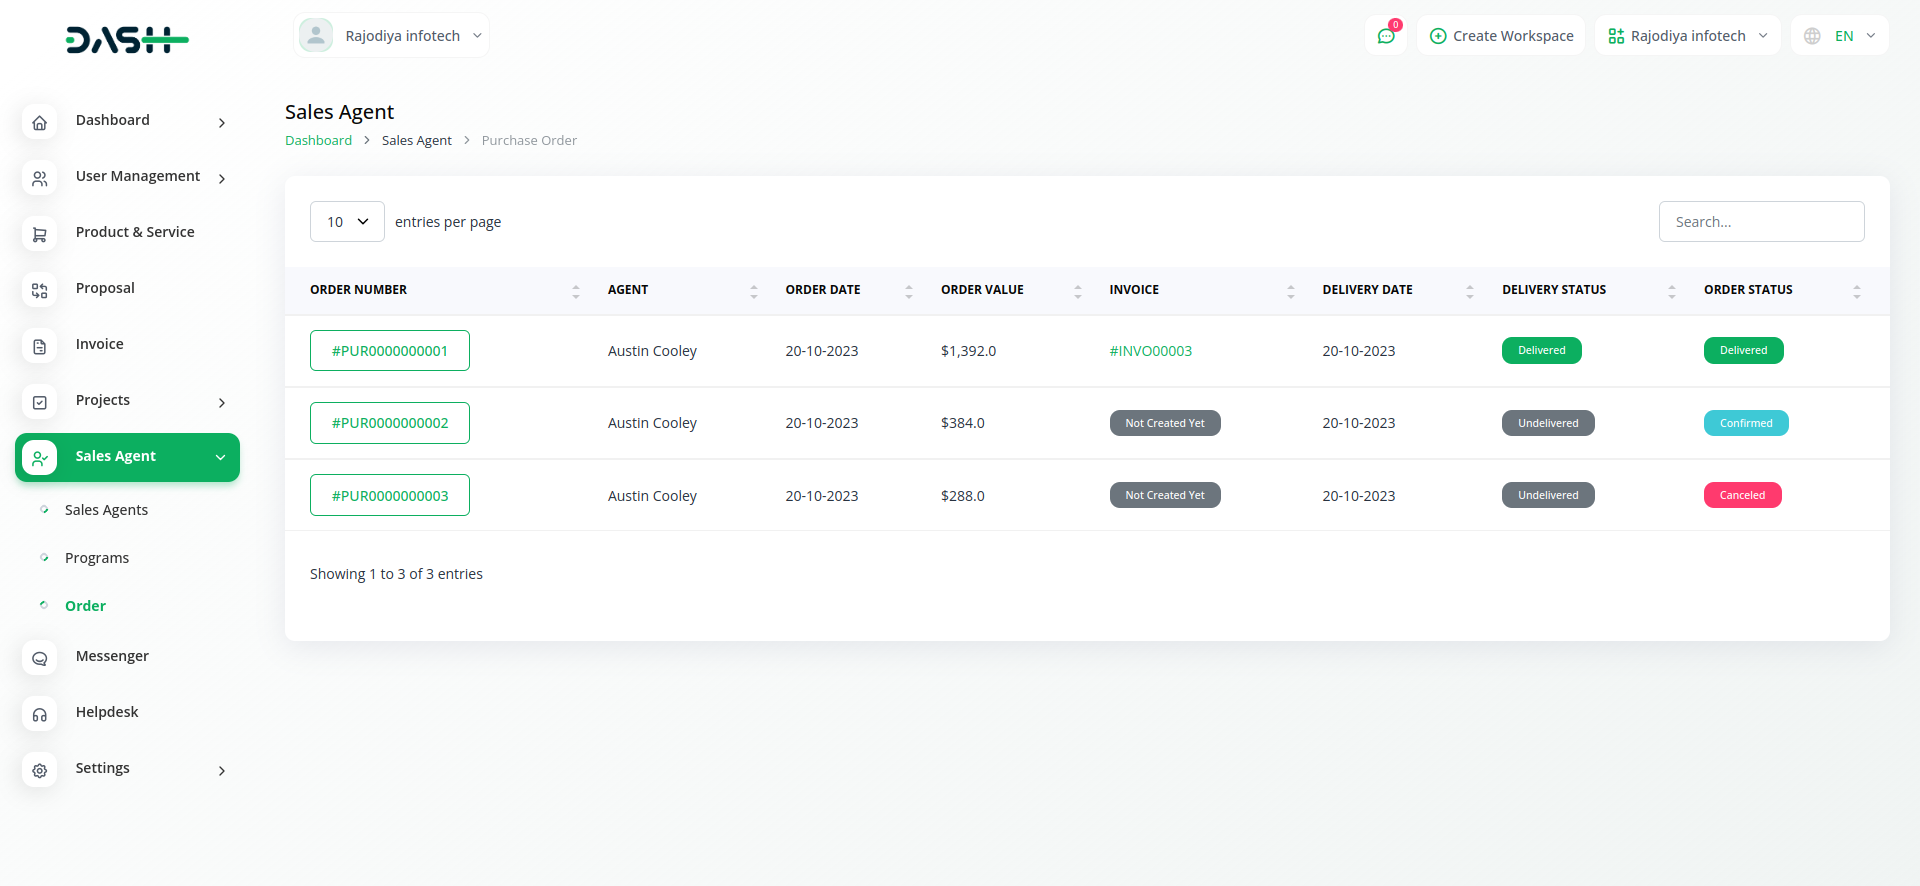 DASH
Rajodiya infotech
0
Create Workspace
Rajodiya infotech
EN
Dashboard
User Management
Product & Service
Proposal
Invoice
Projects
Sales Agent
Sales Agents
Programs
Order
Messenger
Helpdesk
Settings
Sales Agent
Dashboard > Sales Agent > Purchase Order
10 entries per page
Search...
ORDER NUMBER AGENT ORDER DATE ORDER VALUE INVOICE DELIVERY DATE DELIVERY STATUS ORDER STATUS
#PUR0000000001 Austin Cooley 20-10-2023 $1,392.0 #INVO00003 20-10-2023 Delivered Delivered
#PUR0000000002 Austin Cooley 20-10-2023 $384.0 Not Created Yet 20-10-2023 Undelivered Confirmed
#PUR0000000003 Austin Cooley 20-10-2023 $288.0 Not Created Yet 20-10-2023 Undelivered Canceled
Showing 1 to 3 of 3 entries